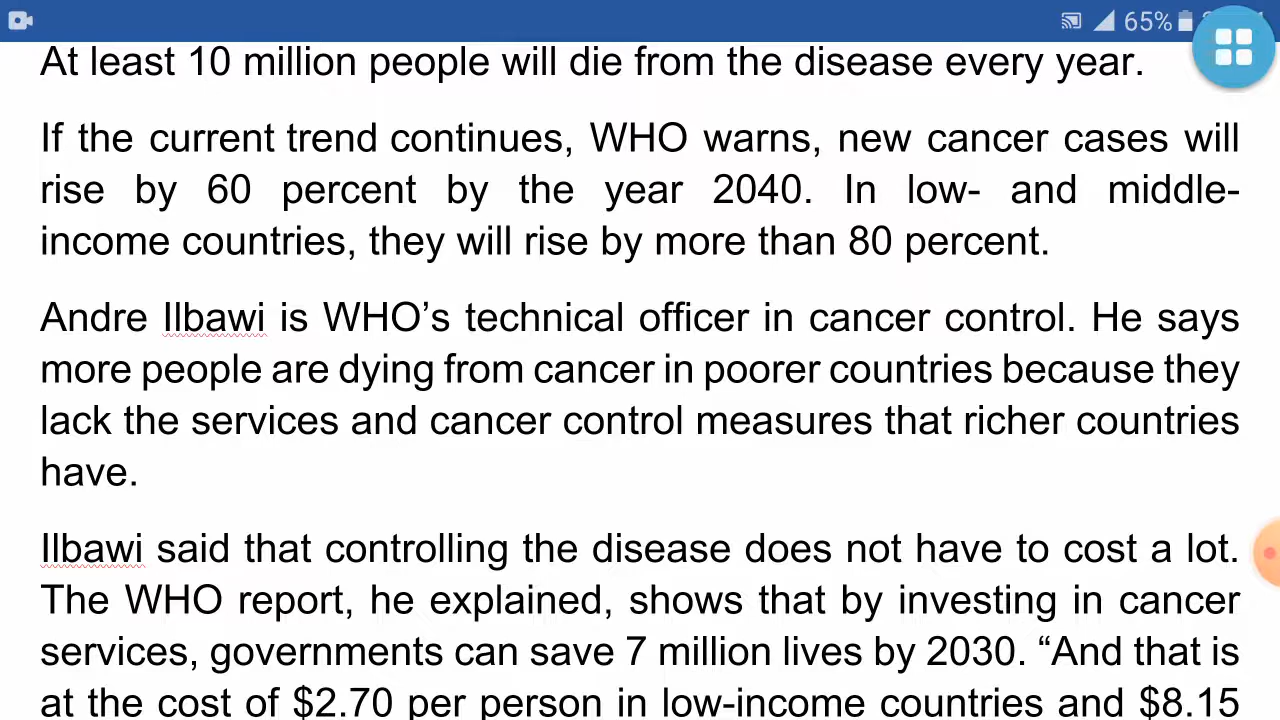 65%
At least 10 million people will die from the disease every year.
If the current trend continues, WHO warns, new cancer cases will
rise by 60 percent by the year 2040. In low- and middle-
income countries, they will rise by more than 80 percent.
Andre Ilbawi is WHO’s technical officer in cancer control. He says
more people are dying from cancer in poorer countries because they
lack the services and cancer control measures that richer countries
have.
Ilbawi said that controlling the disease does not have to cost a lot.
The WHO report, he explained, shows that by investing in cancer
services, governments can save 7 million lives by 2030. “And that is
at the cost of $2.70 per person in low-income countries and $8.15